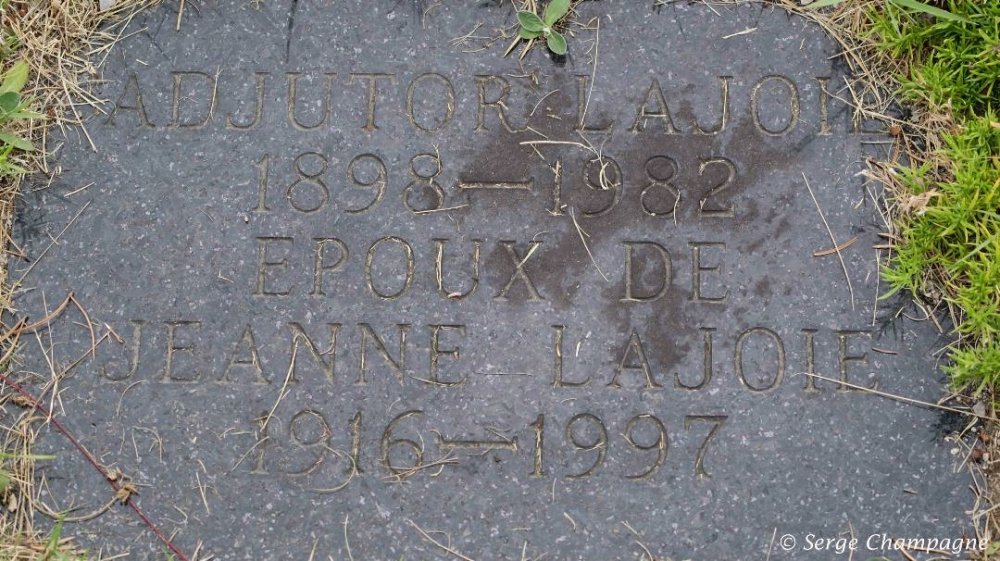 ADJUTOR LAJOIE
1898–1982
EPOUX DE
JEANNE LAJOIE
1916–1997
© Serge Champagne